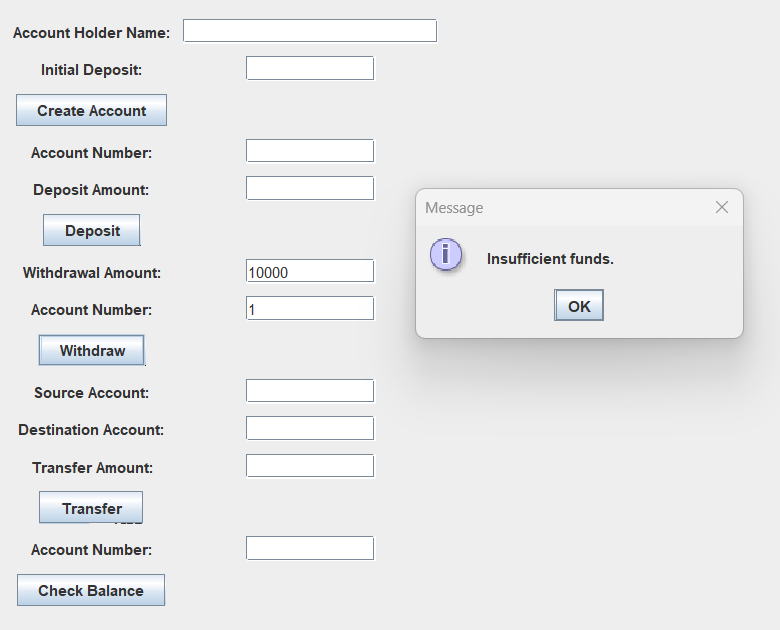 Account Holder Name:
Initial Deposit:
Create Account
Account Number:
Deposit Amount:
Deposit
Message
Insufficient funds.
OK
Withdrawal Amount: 10000
Account Number: 1
Withdraw
Source Account:
Destination Account:
Transfer Amount:
Transfer
Account Number:
Check Balance